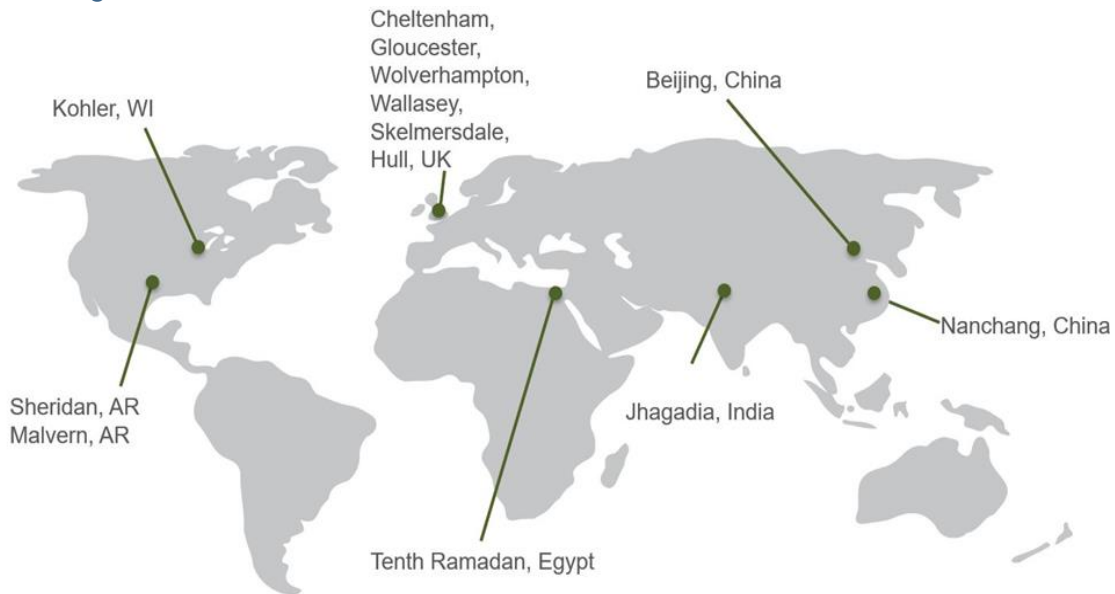 Cheltenham,
Gloucester,
Wolverhampton,
Wallasey,
Skelmersdale,
Hull, UK
Kohler, WI
Beijing, China
Nanchang, China
Sheridan, AR
Malvern, AR
Jhagadia, India
Tenth Ramadan, Egypt